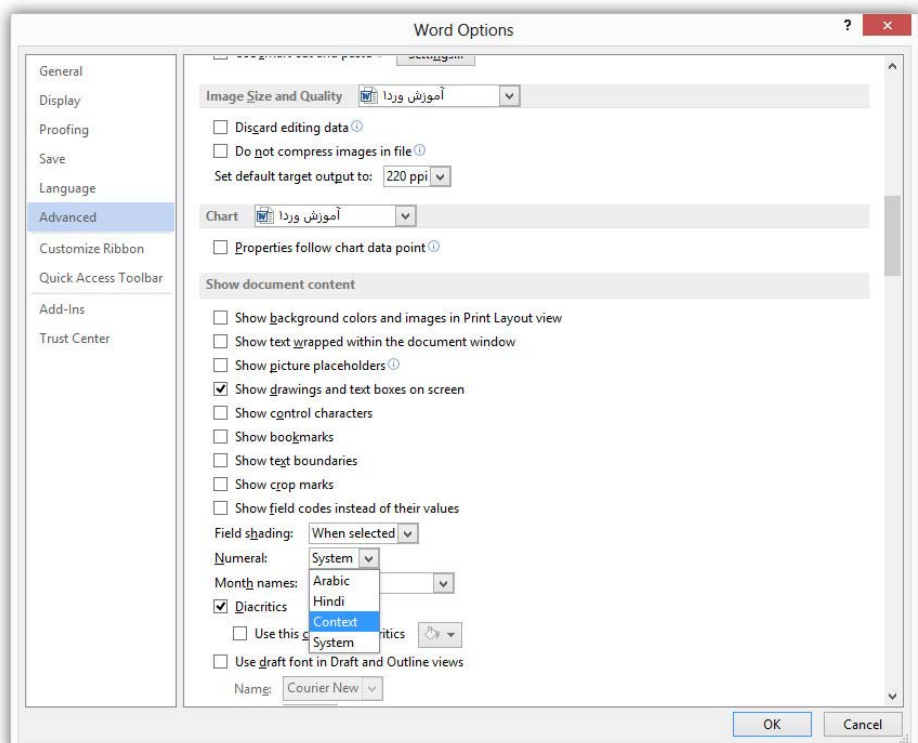 Word Options
?
General
Display
Proofing
Save
Language
Advanced
Customize Ribbon
Quick Access Toolbar
Add-Ins
Trust Center
Settings...
Image Size and Quality آموزش ورد1
Discard editing data
Do not compress images in file
Set default target output to: 220 ppi
Chart آموزش ورد1
Properties follow chart data point
Show document content
Show background colors and images in Print Layout view
Show text wrapped within the document window
Show picture placeholders
Show drawings and text boxes on screen
Show control characters
Show bookmarks
Show text boundaries
Show crop marks
Show field codes instead of their values
Field shading: When selected
Numeral: System
Month names:
Arabic
Hindi
Context
System
Diacritics
Use this
Use draft font in Draft and Outline views
Name: Courier New
OK Cancel